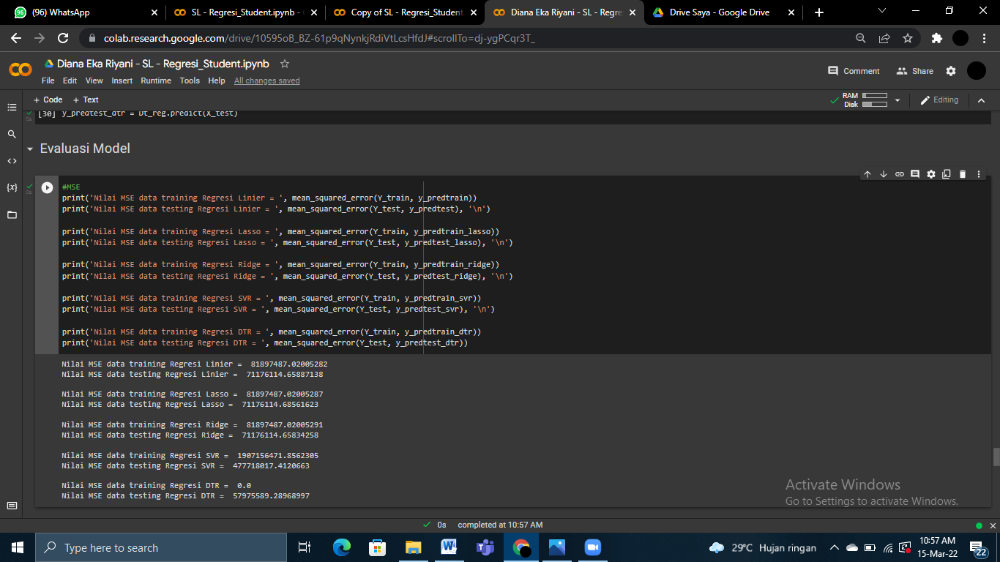 96
(96) WhatsApp
SL - Regresi_Student.ipynb -
Copy of SL - Regresi_Student
Diana Eka Riyani - SL - Regre
Drive Saya - Google Drive
colab.research.google.com/drive/10595oB_BZ-61p9qNynkjRdiVtLcsHfdJ#scrollTo=dj-ygPCqr3T_
Diana Eka Riyani - SL - Regresi_Student.ipynb
File Edit View Insert Runtime Tools Help All changes saved
Comment Share
+ Code + Text
RAM
Disk
Editing
[30] y_predtest_dtr = Dt_reg.predict(X_test)
Evaluasi Model
#MSE
print('Nilai MSE data training Regresi Linier = ', mean_squared_error(Y_train, y_predtrain))
print('Nilai MSE data testing Regresi Linier = ', mean_squared_error(Y_test, y_predtest), '\n')
print('Nilai MSE data training Regresi Lasso = ', mean_squared_error(Y_train, y_predtrain_lasso))
print('Nilai MSE data testing Regresi Lasso = ', mean_squared_error(Y_test, y_predtest_lasso), '\n')
print('Nilai MSE data training Regresi Ridge = ', mean_squared_error(Y_train, y_predtrain_ridge))
print('Nilai MSE data testing Regresi Ridge = ', mean_squared_error(Y_test, y_predtest_ridge), '\n')
print('Nilai MSE data training Regresi SVR = ', mean_squared_error(Y_train, y_predtrain_svr))
print('Nilai MSE data testing Regresi SVR = ', mean_squared_error(Y_test, y_predtest_svr), '\n')
print('Nilai MSE data training Regresi DTR = ', mean_squared_error(Y_train, y_predtrain_dtr))
print('Nilai MSE data testing Regresi DTR = ', mean_squared_error(Y_test, y_predtest_dtr))
Nilai MSE data training Regresi Linier =  81897487.02005282
Nilai MSE data testing Regresi Linier =  71176114.65887138
Nilai MSE data training Regresi Lasso =  81897487.02005287
Nilai MSE data testing Regresi Lasso =  71176114.68561623
Nilai MSE data training Regresi Ridge =  81897487.02005291
Nilai MSE data testing Regresi Ridge =  71176114.65834258
Nilai MSE data training Regresi SVR =  1907156471.8562305
Nilai MSE data testing Regresi SVR =  477718017.4120663
Nilai MSE data training Regresi DTR =  0.0
Nilai MSE data testing Regresi DTR =  57975589.28968997
Activate Windows
Go to Settings to activate Windows.
0s completed at 10:57 AM
Type here to search
29°C Hujan ringan
10:57 AM
15-Mar-22
22